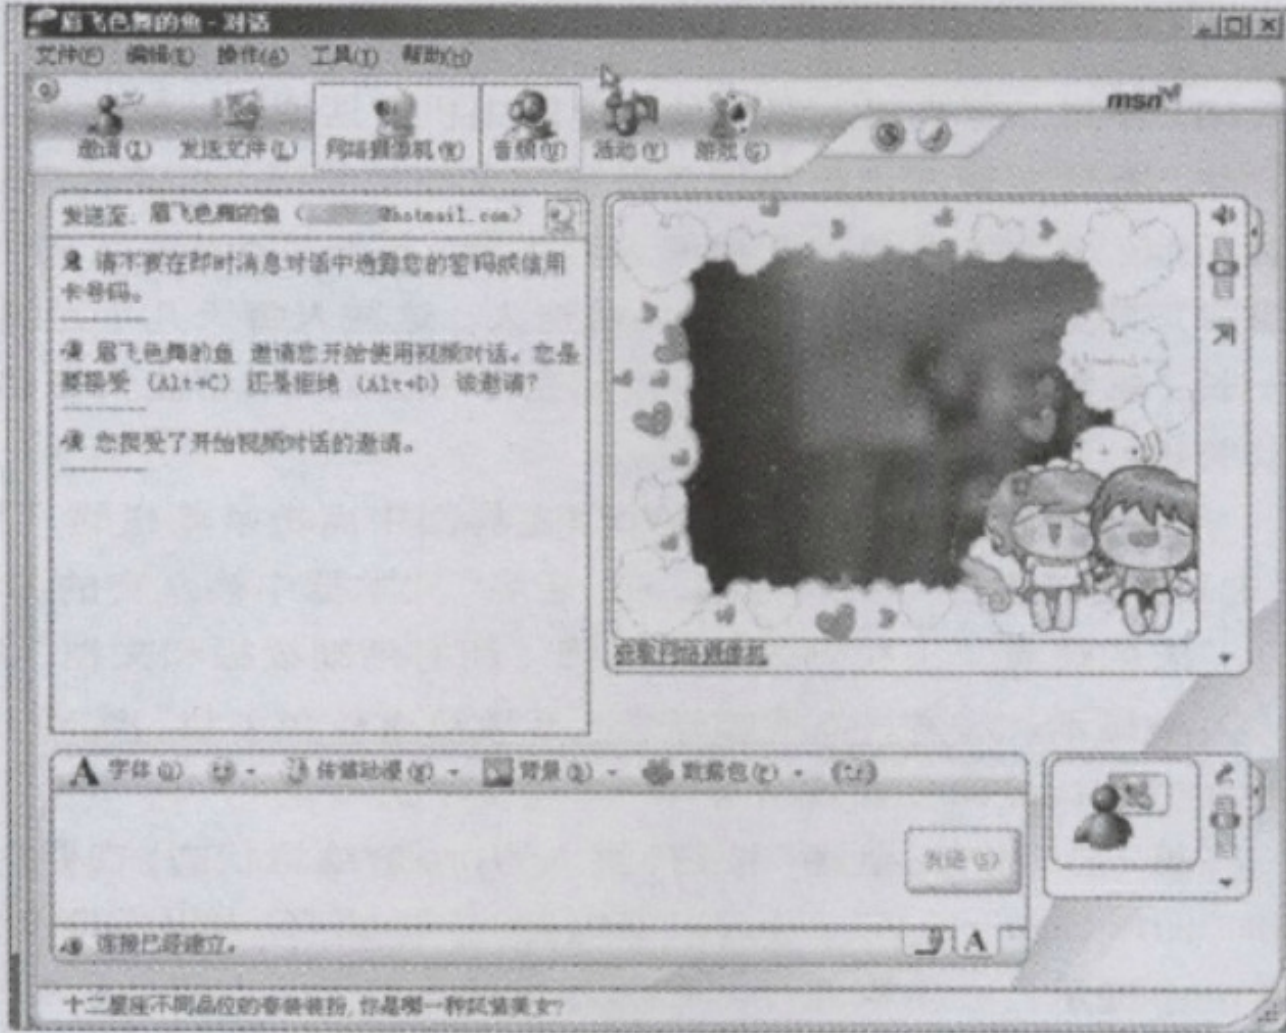 眉飞色舞的鱼 - 对话
文件(F) 编辑(E) 操作(A) 工具(T) 帮助(H)
msn
邀请(I) 发送文件(L) 网络摄像机(W) 音频(U) 活动(Y) 游戏(G)
发送至: 眉飞色舞的鱼 (@hotmail.com)
请不要在即时消息对话中透露您的密码或信用
卡号码。
眉飞色舞的鱼 邀请您开始使用视频对话。您是
要接受 (Alt+C) 还是拒绝 (Alt+D) 该邀请?
您接受了开始视频对话的邀请。
获取网络摄像机
A 字体(O) 传情动漫(K) 背景(B) 数据包(P)
发送(S)
连接已经建立。
A
十二星座不同品位的春装装扮,你是哪一种风猫美女?